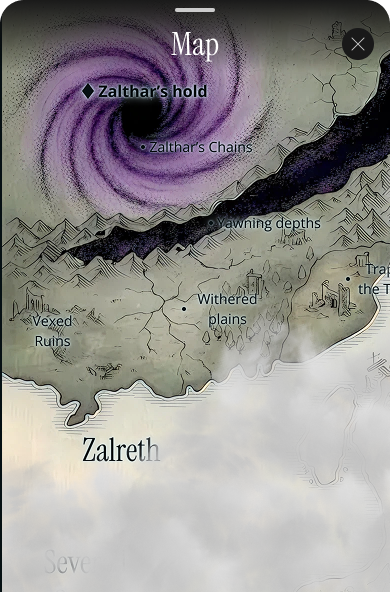 Map
Zalthar's hold
Zalthar's Chains
Yawning depths
Withered
plains
Vexed
Ruins
Zalreth